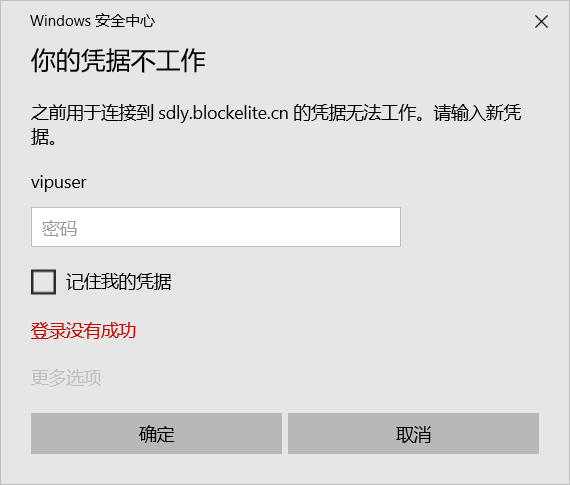 Windows 安全中心
你的凭据不工作
之前用于连接到 sdly.blockelite.cn 的凭据无法工作。请输入新凭
据。
vipuser
密码
记住我的凭据
登录没有成功
更多选项
确定 取消